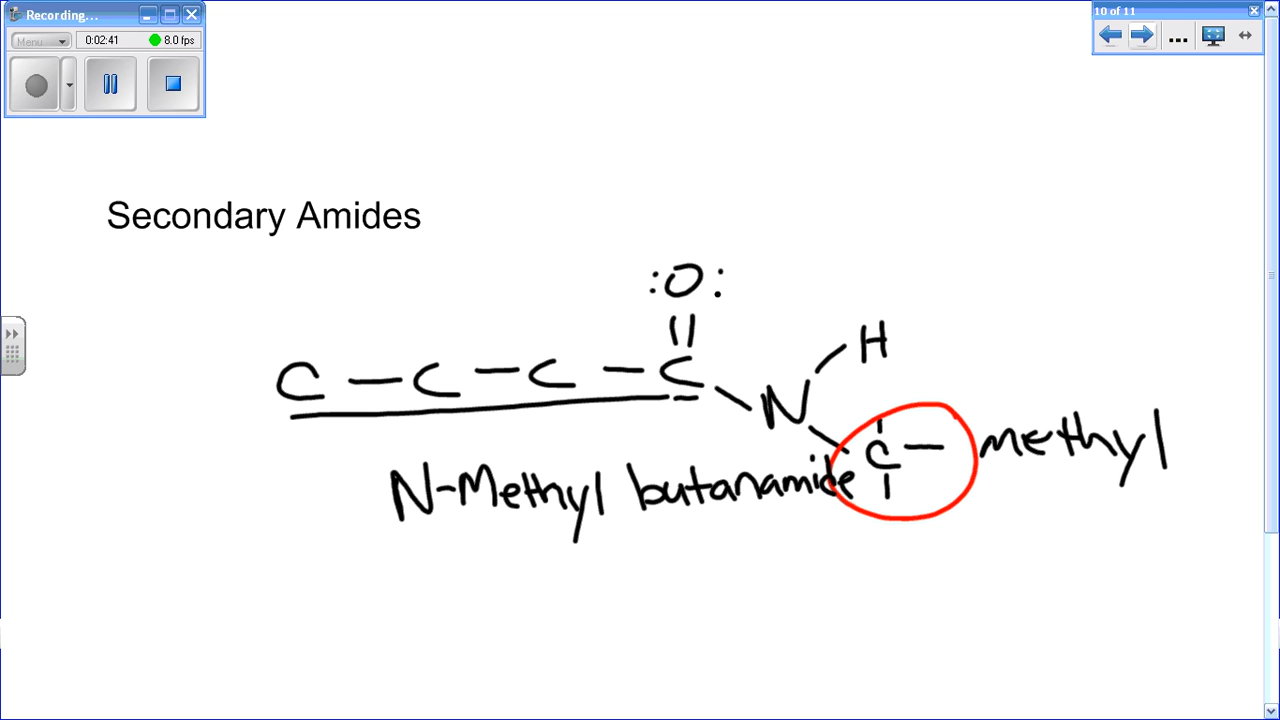 Recording...
10 of 11
Menu
0:02:41
8.0 fps
...
Secondary Amides
:O:
H
C - C - C - C
N
C - methyl
N-Methyl butanamide